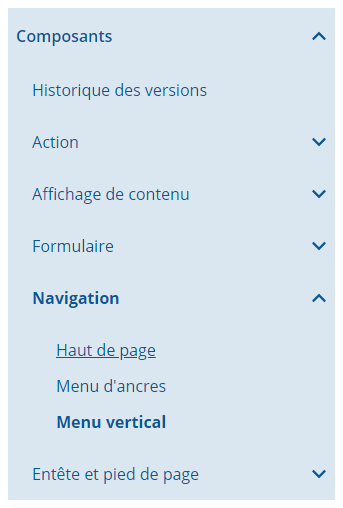 Composants
Historique des versions
Action
Affichage de contenu
Formulaire
Navigation
Haut de page
Menu d'ancres
Menu vertical
Entête et pied de page